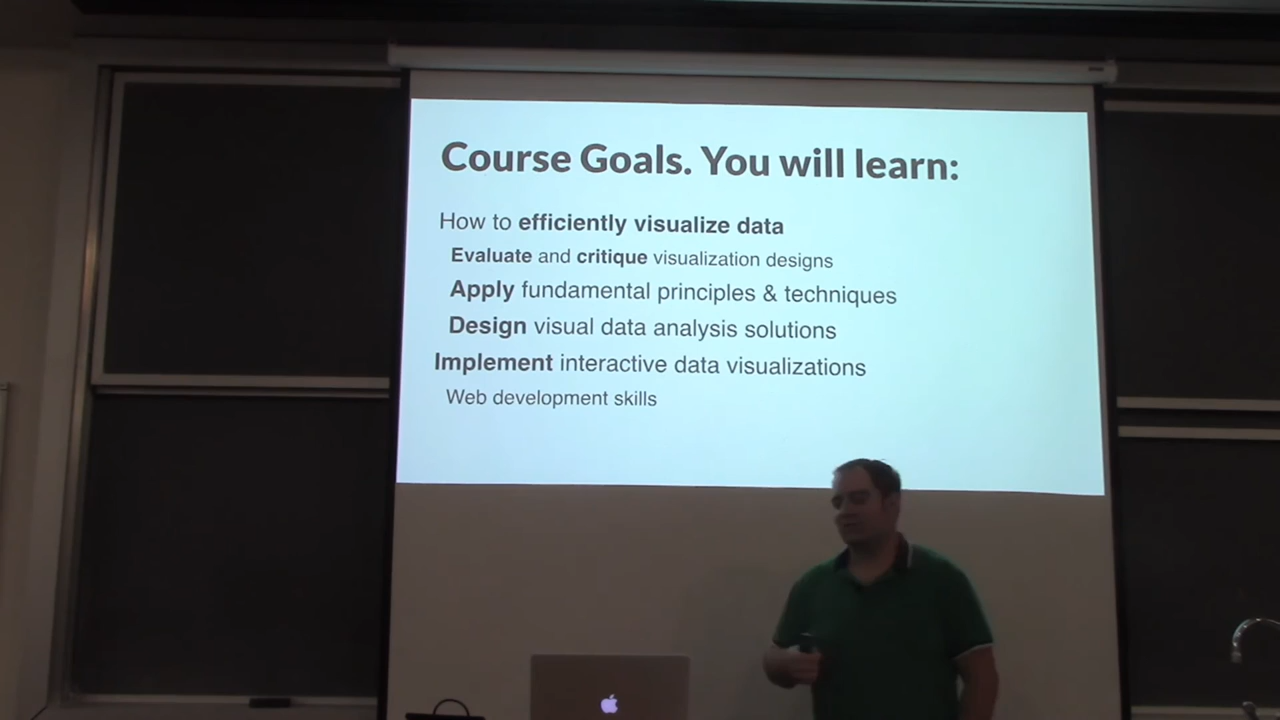 Course Goals. You will learn:
How to efficiently visualize data
Evaluate and critique visualization designs
Apply fundamental principles & techniques
Design visual data analysis solutions
Implement interactive data visualizations
Web development skills